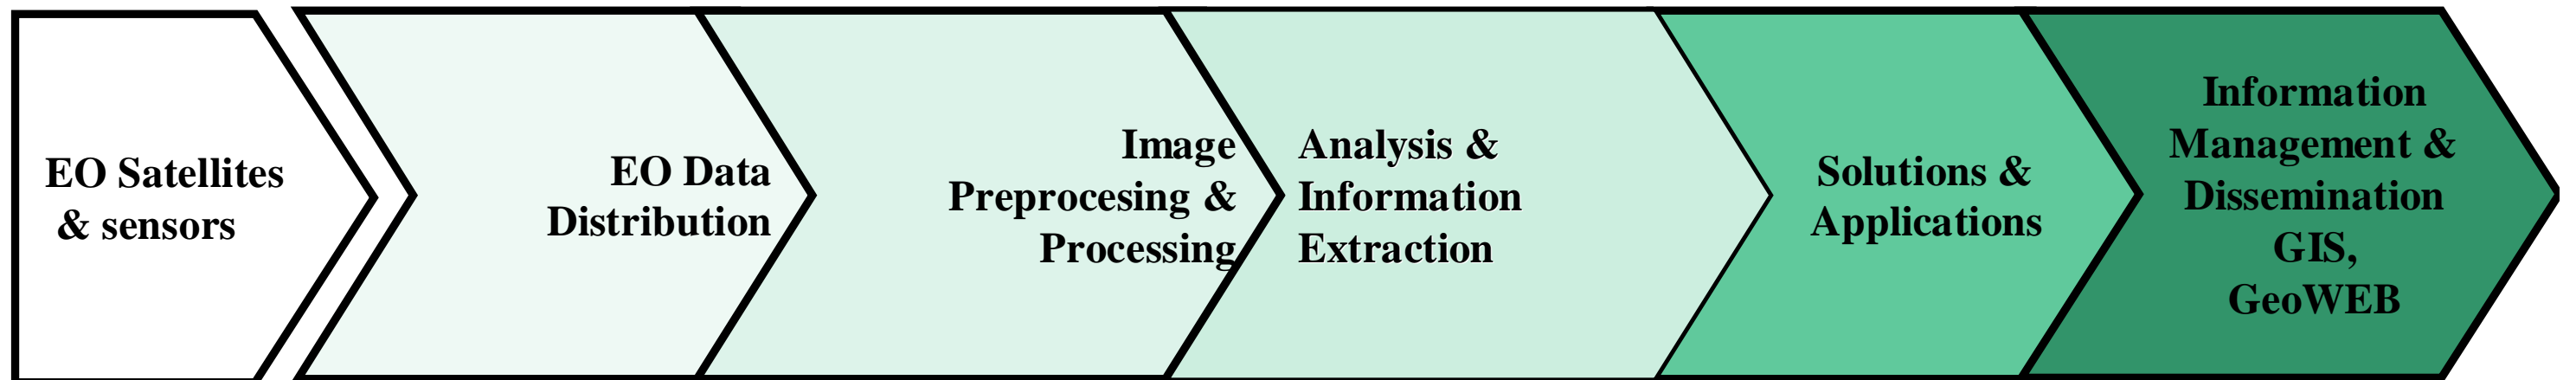 EO Satellites
& sensors
EO Data
Distribution
Image
Preprocesing &
Processing
Analysis &
Information
Extraction
Solutions &
Applications
Information
Management &
Dissemination
GIS,
GeoWEB